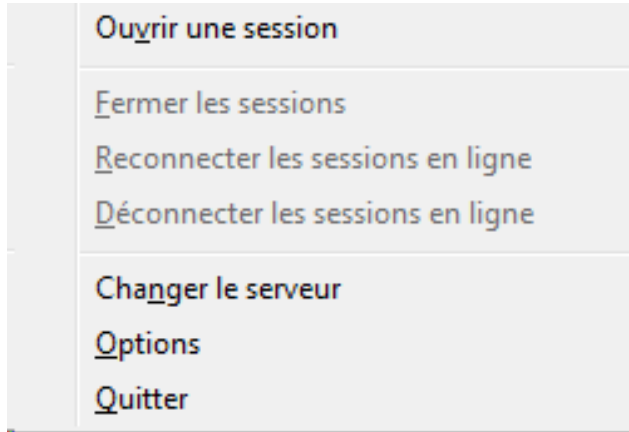 Ouvrir une session
Fermer les sessions
Reconnecter les sessions en ligne
Déconnecter les sessions en ligne
Changer le serveur
Options
Quitter